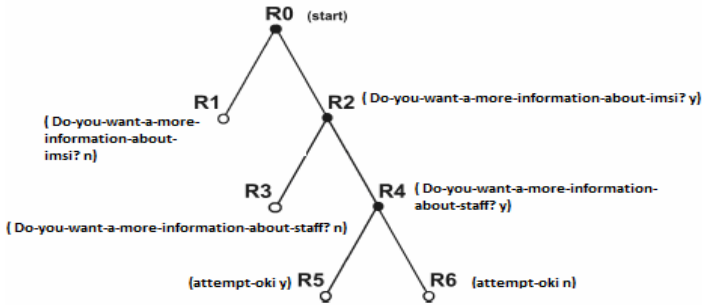 R0 (start)
R1
R2 ( Do-you-want-a-more-information-about-imsi? y)
( Do-you-want-a-more-
information-about-
imsi? n)
R3
R4 ( Do-you-want-a-more-information-
about-staff? y)
( Do-you-want-a-more-information-about-staff? n)
(attempt-oki y) R5
R6 (attempt-oki n)